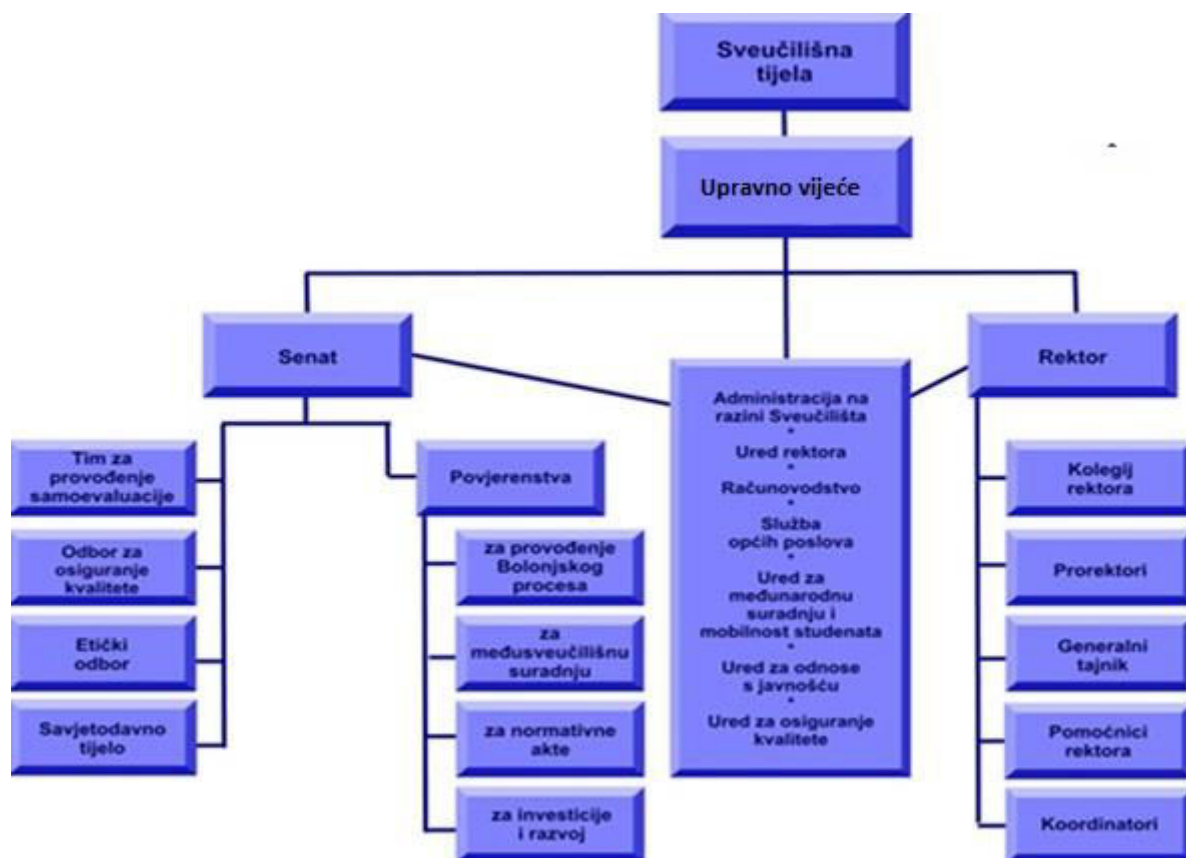 Sveučilišna
tijela
Upravno vijeće
Senat
Rektor
Administracija na
razini Sveučilišta
*
Ured rektora
*
Računovodstvo
*
Služba
općih poslova
*
Ured za
međunarodnu
suradnju i
mobilnost studenata
*
Ured za odnose
s javnošću
*
Ured za osiguranje
kvalitete
Tim za
provođenje
samoevaluacije
Odbor za
osiguranje
kvalitete
Etički
odbor
Savjetodavno
tijelo
Povjerenstva
za provođenje
Bolonjskog
procesa
za
međusveučilišnu
suradnju
za normativne
akte
za investicije
i razvoj
Kolegij
rektora
Prorektori
Generalni
tajnik
Pomoćnici
rektora
Koordinatori